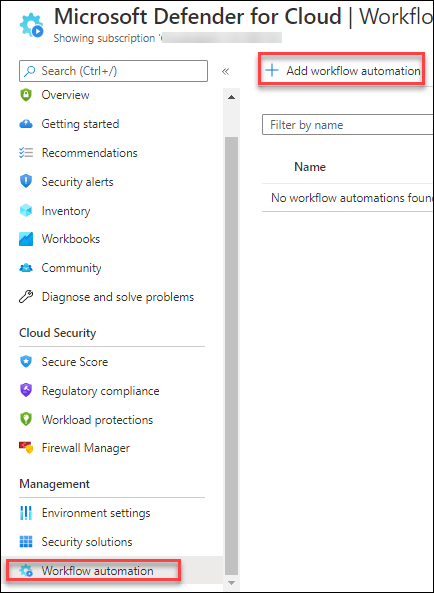 Microsoft Defender for Cloud | Workflow
Showing subscription '
Search (Ctrl+/)
«
+ Add workflow automation
Overview
Getting started
Filter by name
Recommendations
Name
Security alerts
No workflow automations found
Inventory
Workbooks
Community
Diagnose and solve problems
Cloud Security
Secure Score
Regulatory compliance
Workload protections
Firewall Manager
Management
Environment settings
Security solutions
Workflow automation